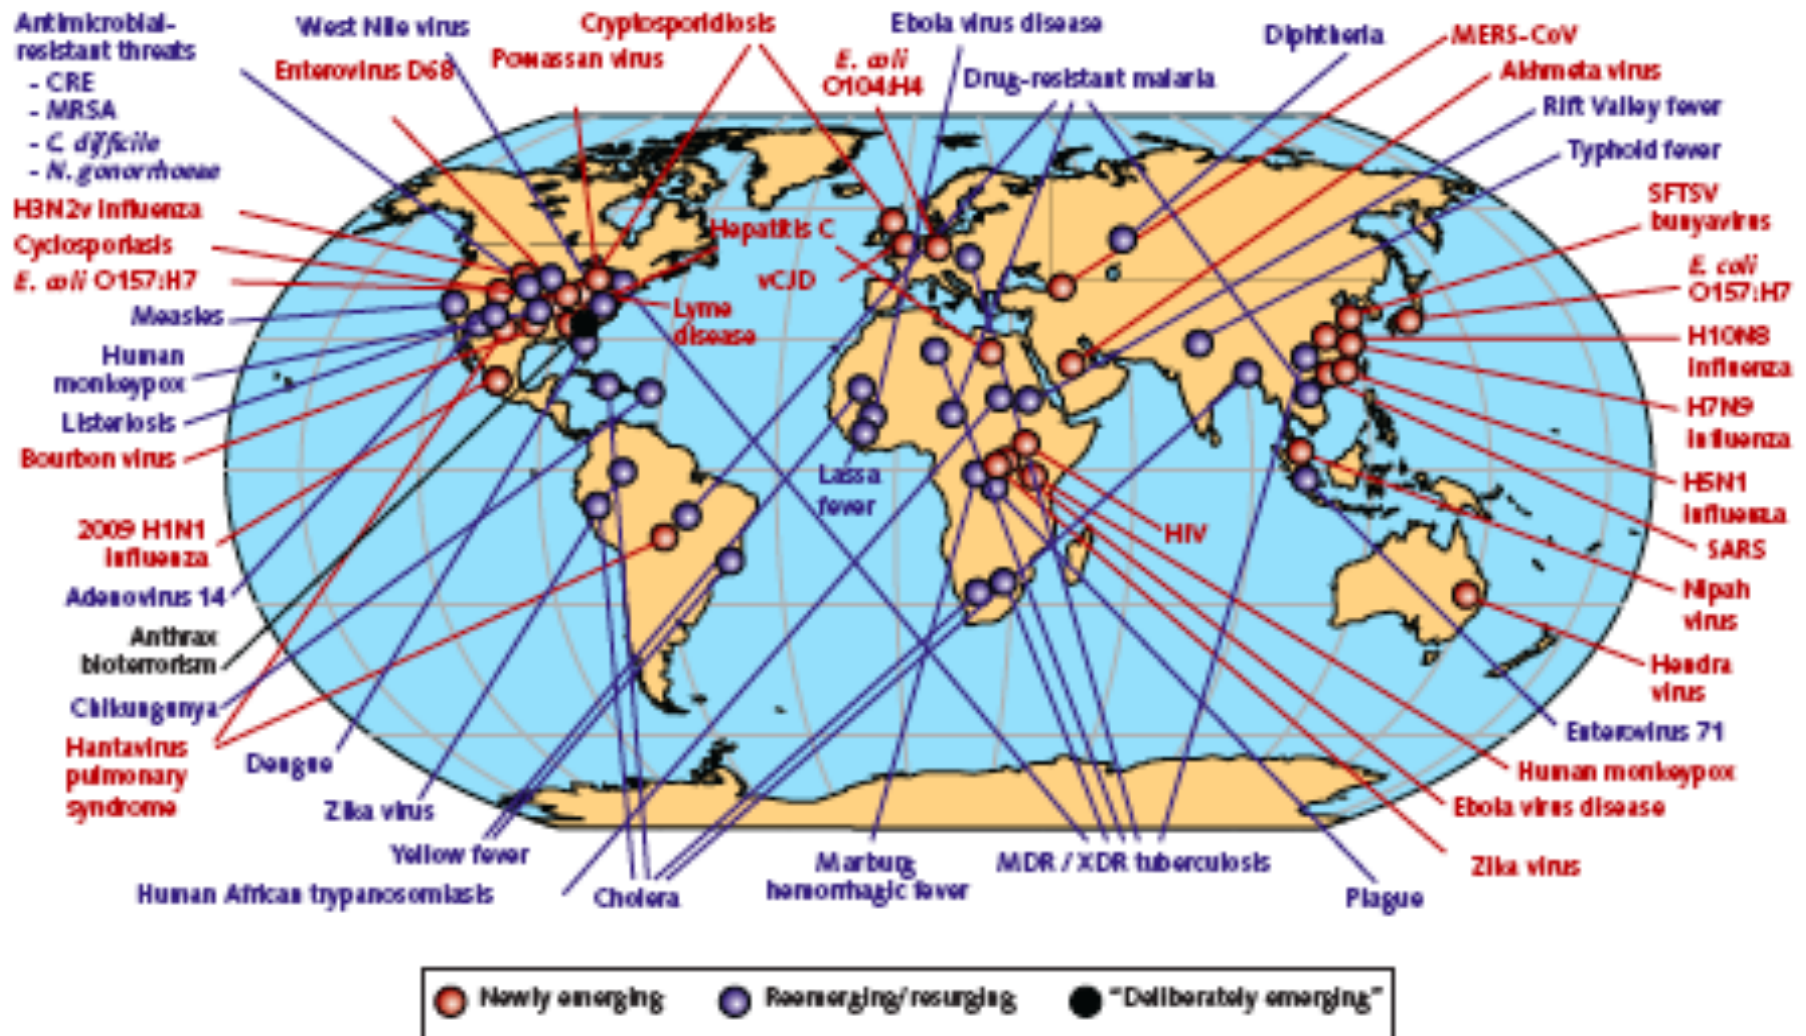 Antimicrobial-
resistant threats
- CRE
- MRSA
- C. difficile
- N. gonorrhoeae
West Nile virus
Enterovirus D68
Cryptosporidiosis
Powassan virus
E. coli
O104:H4
Ebola virus disease
Drug-resistant malaria
Diphtheria
MERS-CoV
Akhmeta virus
Rift Valley fever
Typhoid fever
SFTSV
bunyavirus
E. coli
O157:H7
H10N8
influenza
H7N9
influenza
H5N1
influenza
SARS
Nipah
virus
Hendra
virus
Enterovirus 71
Human monkeypox
Ebola virus disease
Zika virus
Plague
H3N2v influenza
Cyclosporiasis
E. coli O157:H7
Measles
Human
monkeypox
Listeriosis
Bourbon virus
2009 H1N1
influenza
Adenovirus 14
Anthrax
bioterrorism
Chikungunya
Hantavirus
pulmonary
syndrome
Dengue
Zika virus
Yellow fever
Human African trypanosomiasis
Cholera
Marburg
hemorrhagic fever
MDR / XDR tuberculosis
Hepatitis C
vCJD
Lyme
disease
Lassa
fever
HIV
Newly emerging
Reemerging/resurging
"Deliberately emerging"